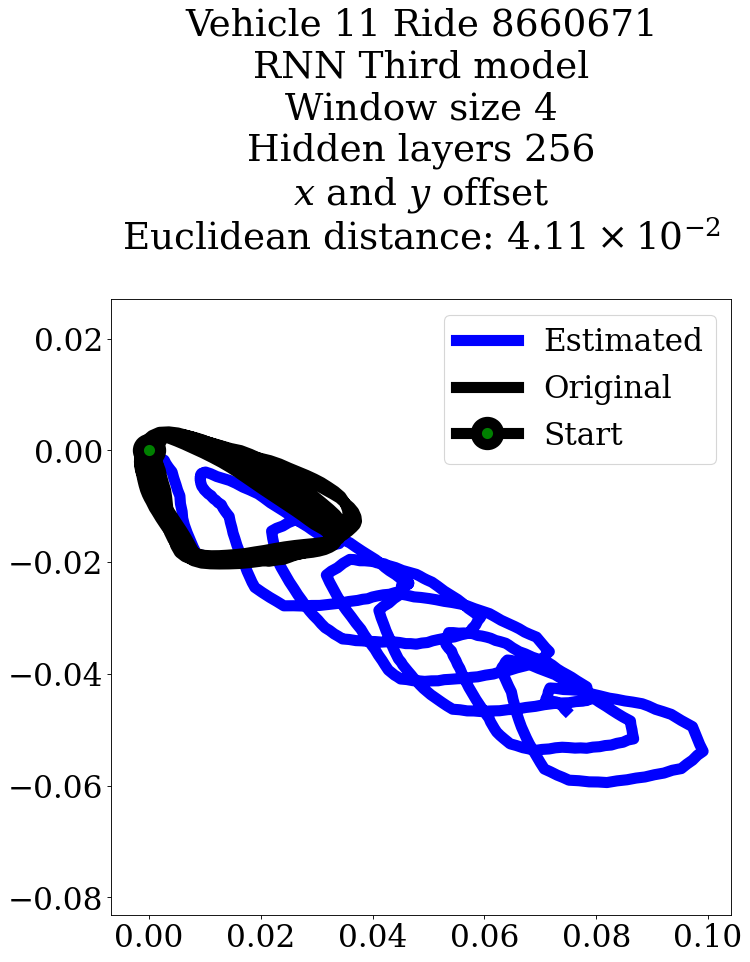 Vehicle 11 Ride 8660671
RNN Third model
Window size 4
Hidden layers 256
x and y offset
Euclidean distance: 4.11 × 10⁻²
Estimated
Original
Start
0.02
0.00
−0.02
−0.04
−0.06
−0.08
0.00 0.02 0.04 0.06 0.08 0.10